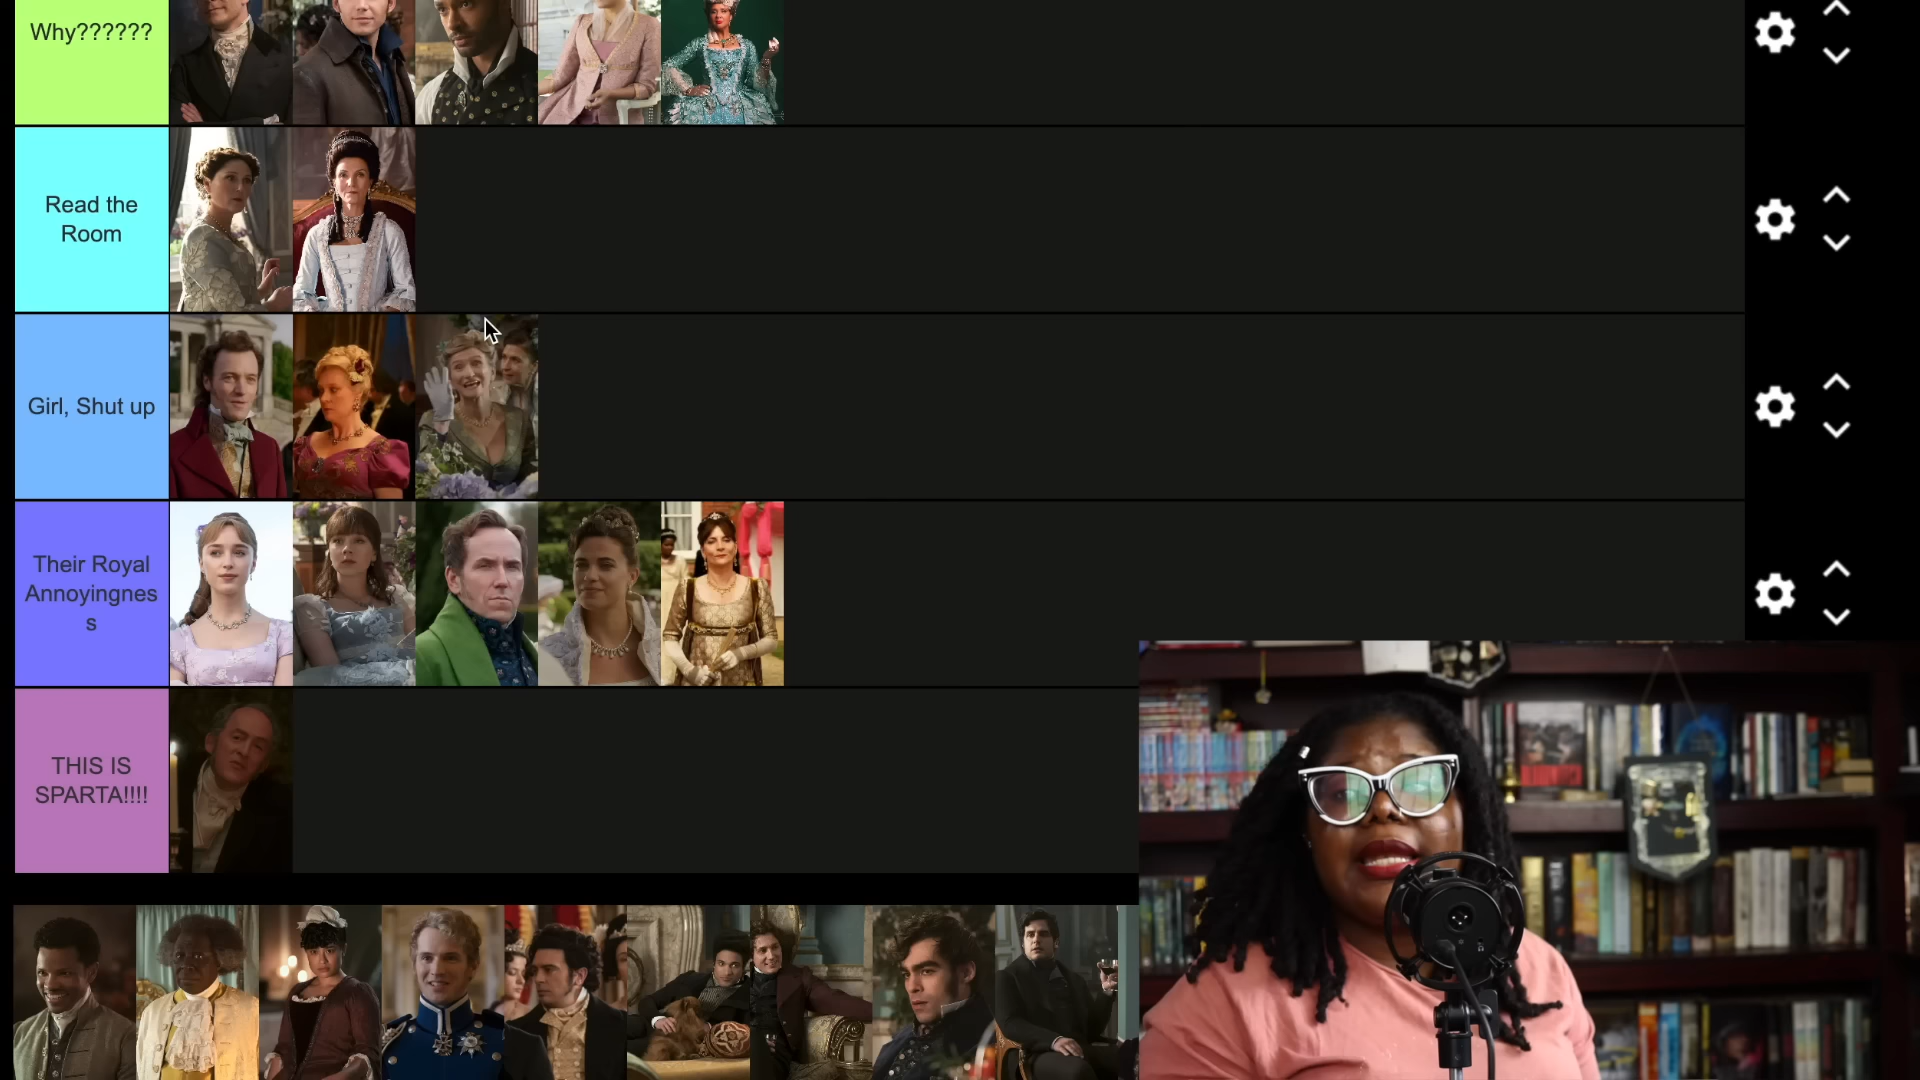 Why??????
Read the
Room
Girl, Shut up
Their Royal
Annoyingnes
s
THIS IS
SPARTA!!!!